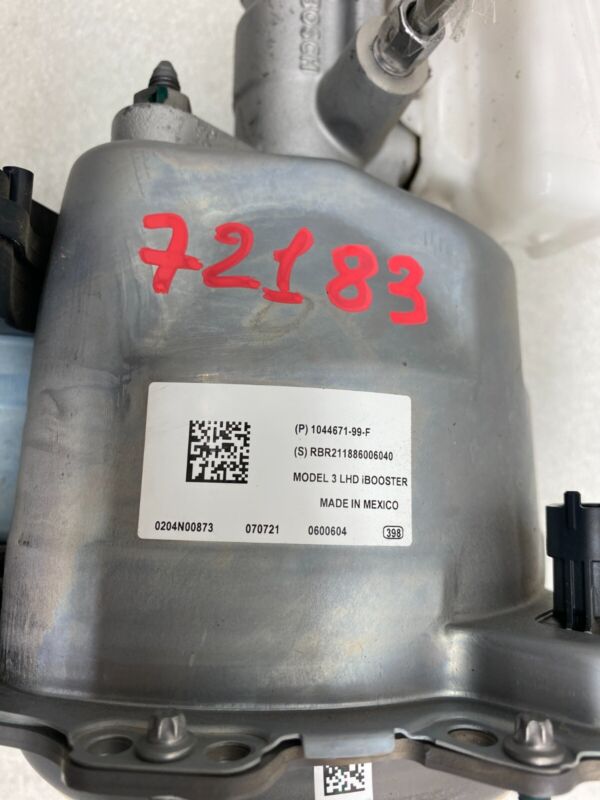 BOSCH
72183
(P) 1044671-99-F
(S) RBR211886006040
MODEL 3 LHD iBOOSTER
MADE IN MEXICO
0204N00873 070721 0600604 398